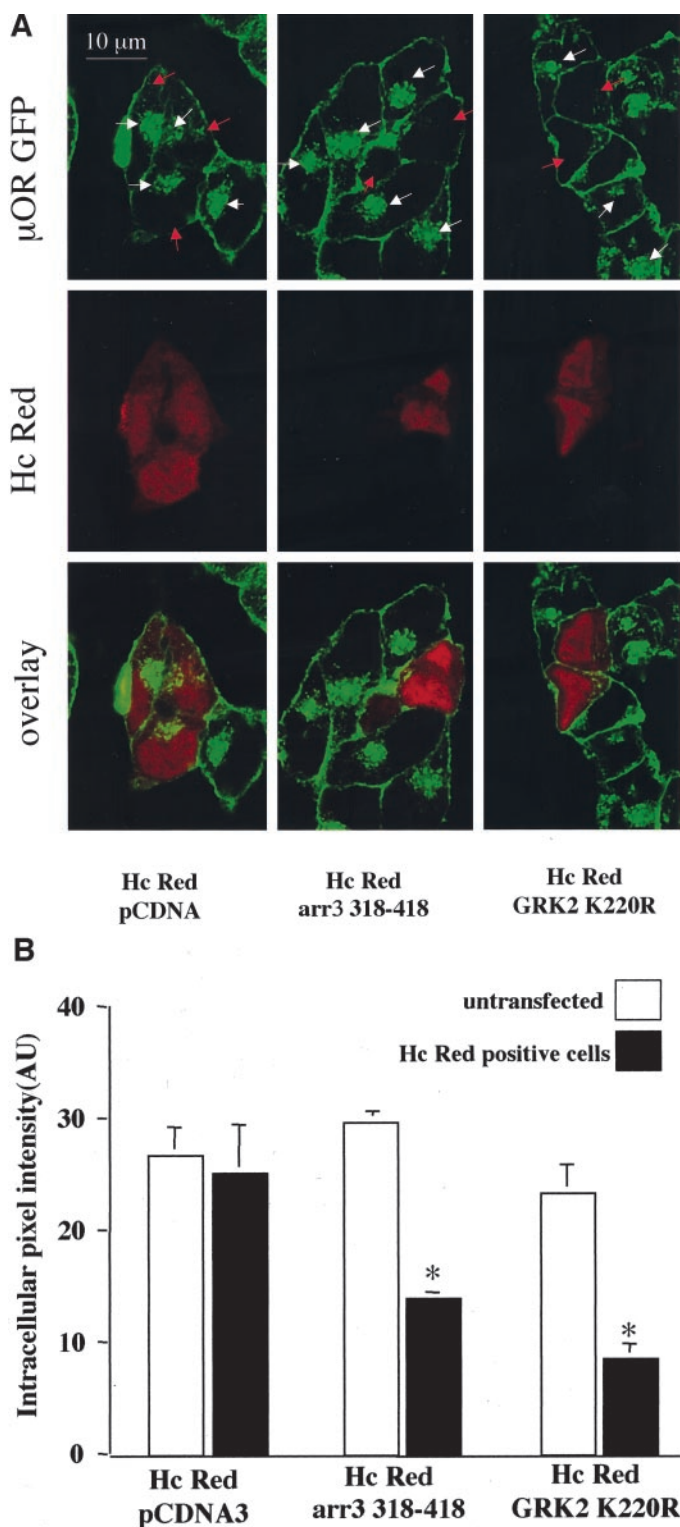 A
10 μm
μOR GFP
Hc Red
overlay
Hc Red
pCDNA
Hc Red
arr3 318-418
Hc Red
GRK2 K220R
B
Intracellular pixel intensity(AU)
40
30
20
10
0
untransfected
Hc Red positive cells
*
*
Hc Red
pCDNA3
Hc Red
arr3 318-418
Hc Red
GRK2 K220R